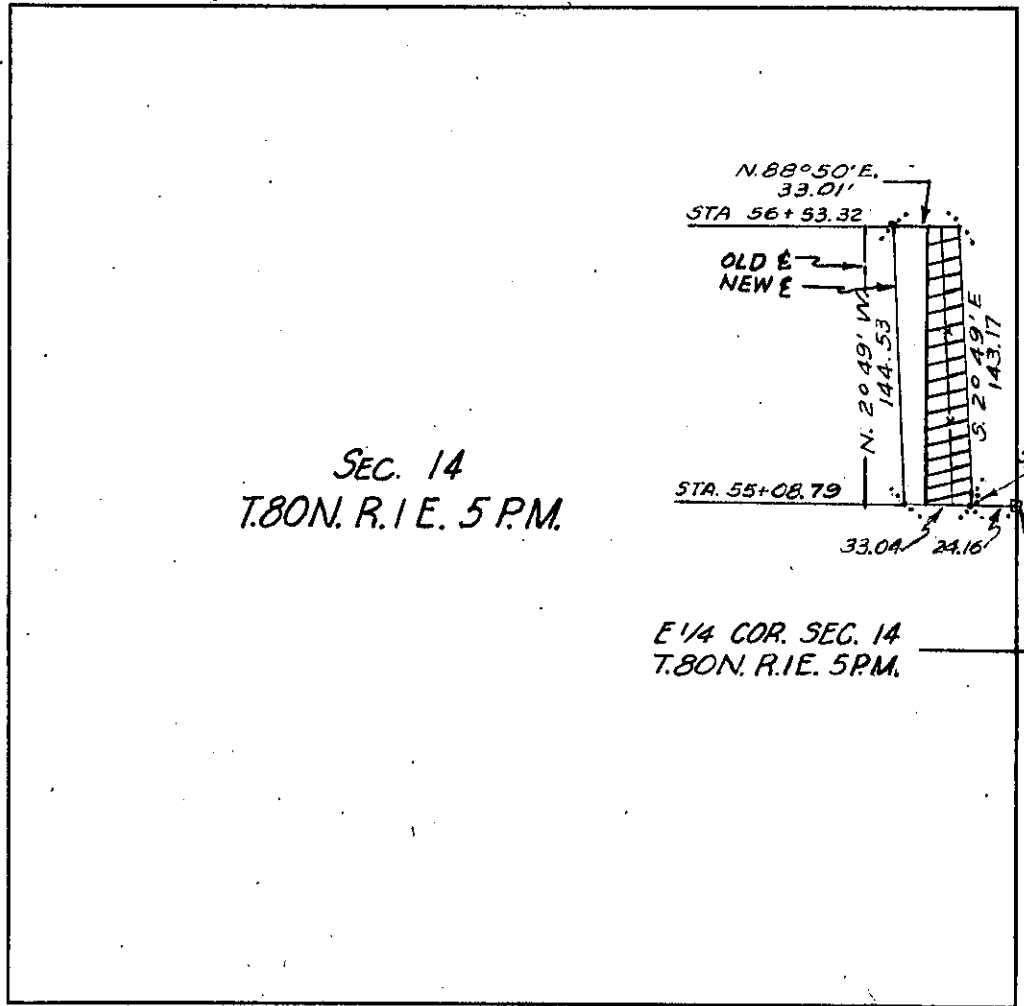 N. 88° 50' E.
33.01'
STA 56+53.32
OLD ℄
NEW ℄
N. 2° 49' W.
144.53
S. 2° 49' E
143.17
SEC. 14
T.80N. R.1E. 5 P.M.
STA. 55+08.79
33.04
24.16
E 1/4 COR. SEC. 14
T.80N. R.1E. 5P.M.